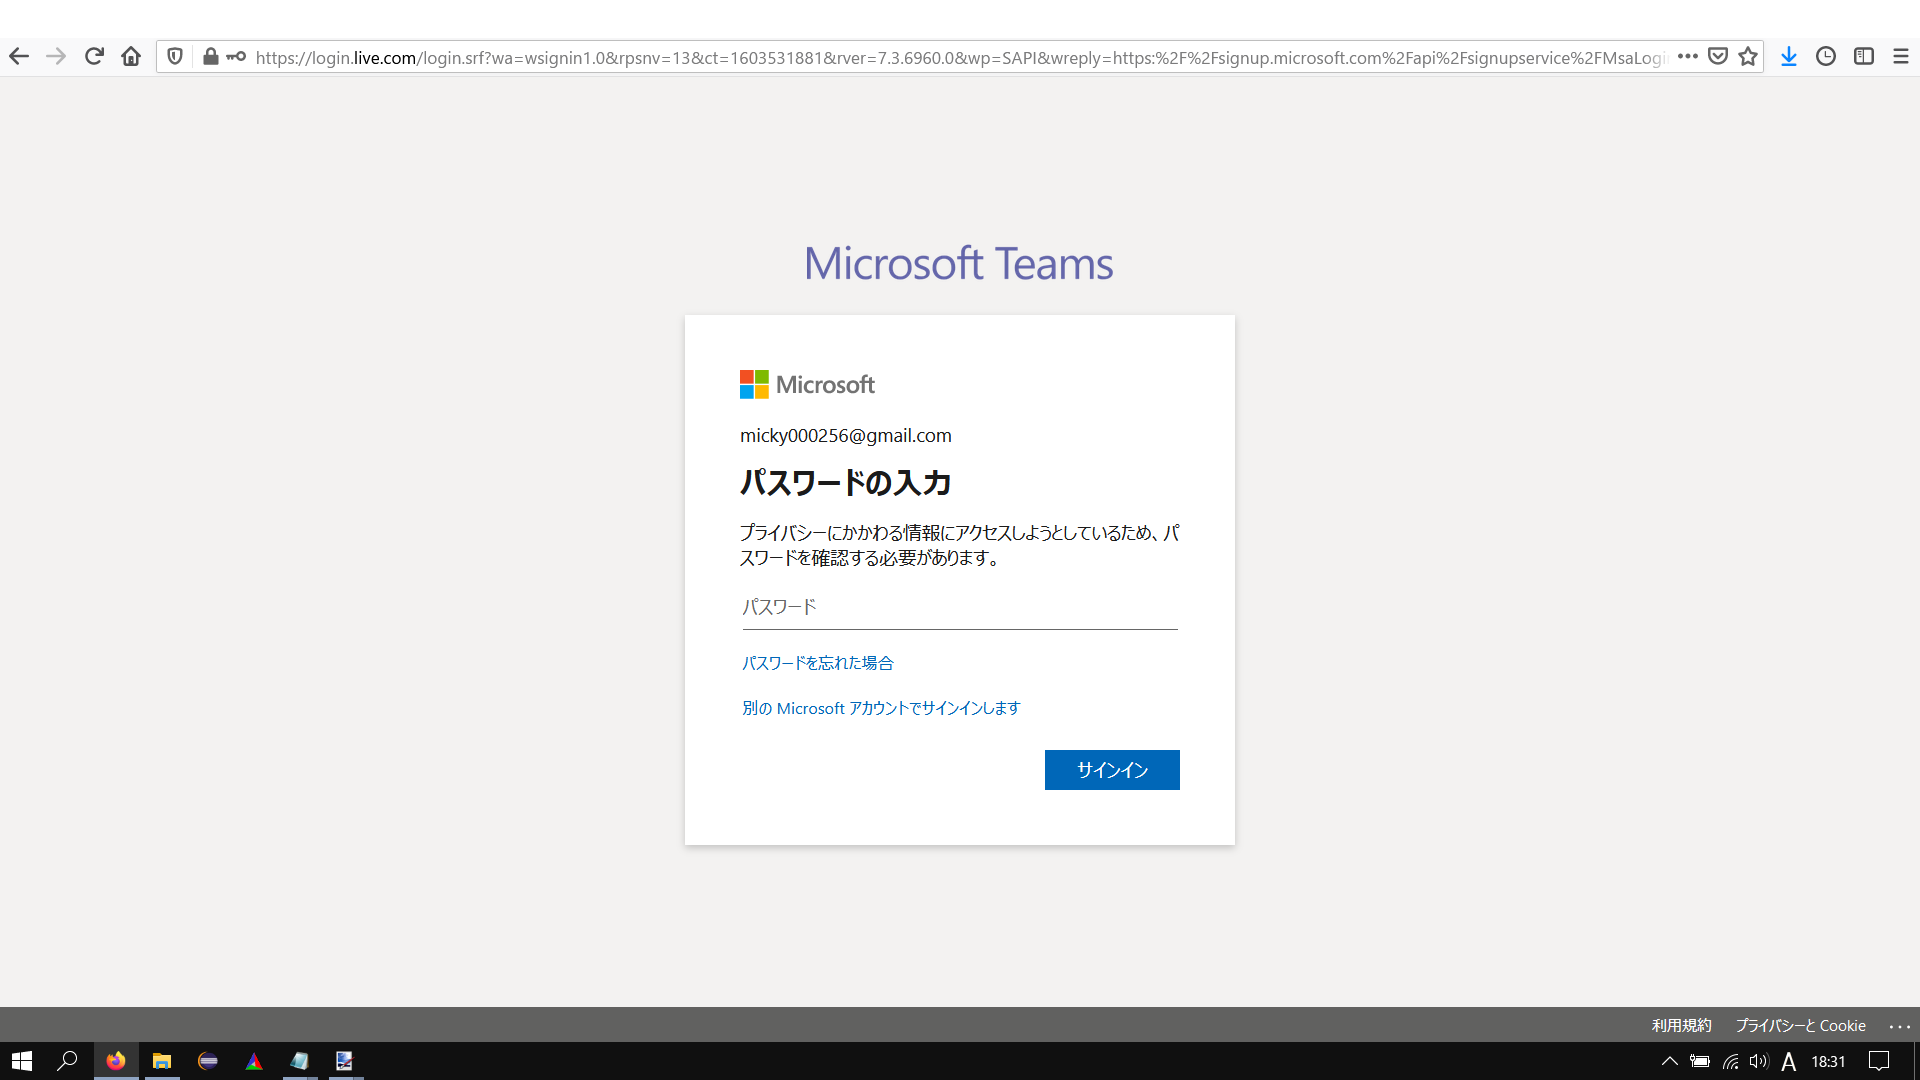 https://login.live.com/login.srf?wa=wsignin1.0&rpsnv=13&ct=1603531881&rver=7.3.6960.0&wp=SAPI&wreply=https:%2F%2Fsignup.microsoft.com%2Fapi%2Fsignupservice%2FMsaLogi
Microsoft Teams
Microsoft
micky000256@gmail.com
パスワードの入力
プライバシーにかかわる情報にアクセスしようとしているため、パ
スワードを確認する必要があります。
パスワード
パスワードを忘れた場合
別の Microsoft アカウントでサインインします
サインイン
利用規約 プライバシーと Cookie
A 18:31